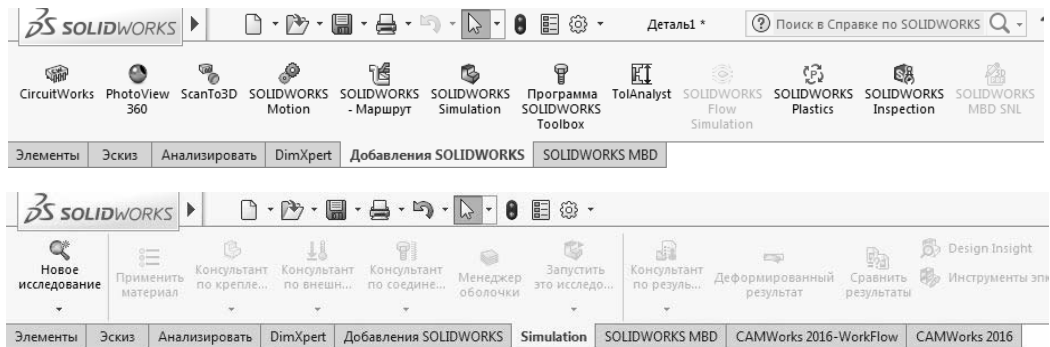 SOLIDWORKS Деталь1 * Поиск в Справке по SOLIDWORKS
CircuitWorks PhotoView ScanTo3D SOLIDWORKS SOLIDWORKS SOLIDWORKS Программа TolAnalyst SOLIDWORKS SOLIDWORKS SOLIDWORKS SOLIDWORKS
360 Motion - Маршрут Simulation SOLIDWORKS Flow Plastics Inspection MBD SNL
Toolbox Simulation
Элементы Эскиз Анализировать DimXpert Добавления SOLIDWORKS SOLIDWORKS MBD
SOLIDWORKS
Новое исследование
Применить материал
Консультант по крепле...
Консультант по внешн...
Консультант по соедине...
Менеджер оболочки
Запустить это исследо...
Консультант по резуль...
Деформированный результат
Сравнить результаты
Design Insight
Инструменты эпк
Элементы Эскиз Анализировать DimXpert Добавления SOLIDWORKS Simulation SOLIDWORKS MBD CAMWorks 2016-WorkFlow CAMWorks 2016